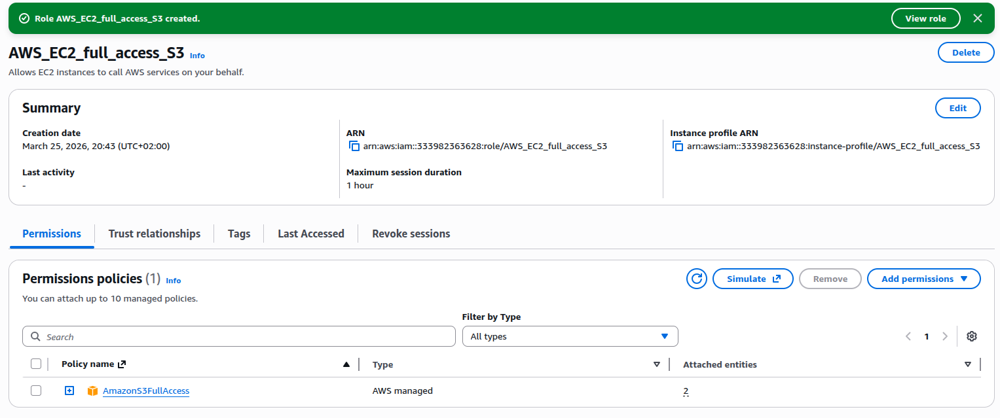 Role AWS_EC2_full_access_S3 created.
View role
AWS_EC2_full_access_S3 Info
Delete
Allows EC2 instances to call AWS services on your behalf.
Summary
Edit
Creation date
March 25, 2026, 20:43 (UTC+02:00)
ARN
arn:aws:iam::333982363628:role/AWS_EC2_full_access_S3
Instance profile ARN
arn:aws:iam::333982363628:instance-profile/AWS_EC2_full_access_S3
Last activity
-
Maximum session duration
1 hour
Permissions
Trust relationships
Tags
Last Accessed
Revoke sessions
Permissions policies (1) Info
Simulate
Remove
Add permissions
You can attach up to 10 managed policies.
Filter by Type
Search
All types
1
Policy name
Type
Attached entities
AmazonS3FullAccess
AWS managed
2